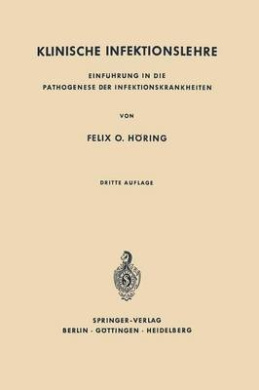 KLINISCHE INFEKTIONSLEHRE
EINFÜHRUNG IN DIE
PATHOGENESE DER INFEKTIONSKRANKHEITEN
VON
FELIX O. HÖRING
DRITTE AUFLAGE
SPRINGER-VERLAG
BERLIN · GÖTTINGEN · HEIDELBERG